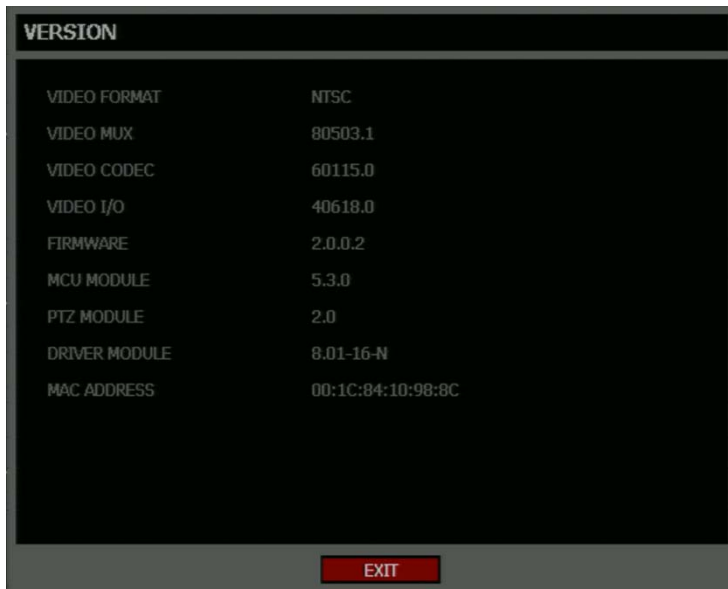 VERSION
VIDEO FORMAT NTSC
VIDEO MUX 80503.1
VIDEO CODEC 60115.0
VIDEO I/O 40618.0
FIRMWARE 2.0.0.2
MCU MODULE 5.3.0
PTZ MODULE 2.0
DRIVER MODULE 8.01-16-N
MAC ADDRESS 00:1C:84:10:98:8C
EXIT